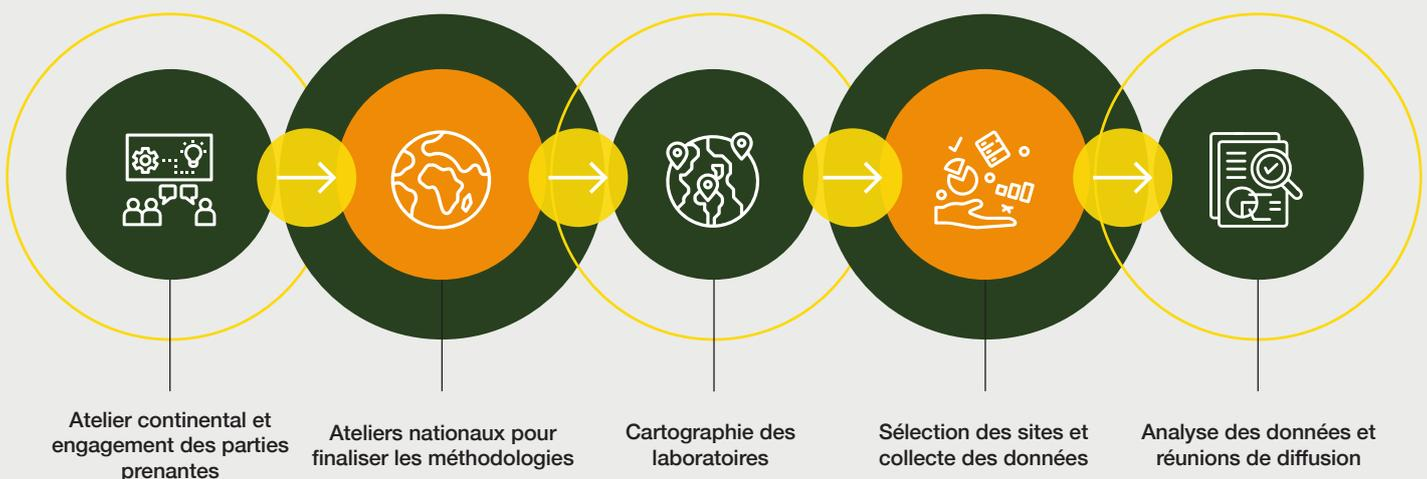 Atelier continental et
engagement des parties
prenantes
Ateliers nationaux pour
finaliser les méthodologies
Cartographie des
laboratoires
Sélection des sites et
collecte des données
Analyse des données et
réunions de diffusion